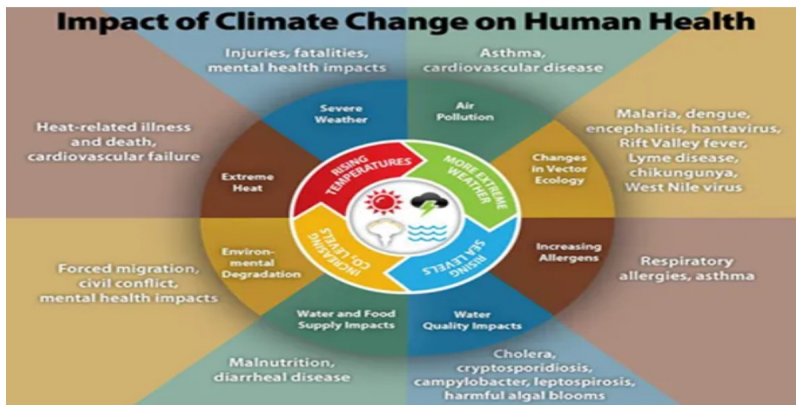 Impact of Climate Change on Human Health
Injuries, fatalities,
mental health impacts
Asthma,
cardiovascular disease
Severe
Weather
Air
Pollution
Heat-related illness
and death,
cardiovascular failure
Malaria, dengue,
encephalitis, hantavirus,
Rift Valley fever,
Lyme disease,
chikungunya,
West Nile virus
Extreme
Heat
RISING
TEMPERATURES
MORE EXTREME
WEATHER
Changes
in Vector
Ecology
Environ-
mental
Degradation
INCREASING
CO₂ LEVELS
RISING
SEA LEVELS
Increasing
Allergens
Forced migration,
civil conflict,
mental health impacts
Respiratory
allergies, asthma
Water and Food
Supply Impacts
Water
Quality Impacts
Malnutrition,
diarrheal disease
Cholera,
cryptosporidiosis,
campylobacter, leptospirosis,
harmful algal blooms